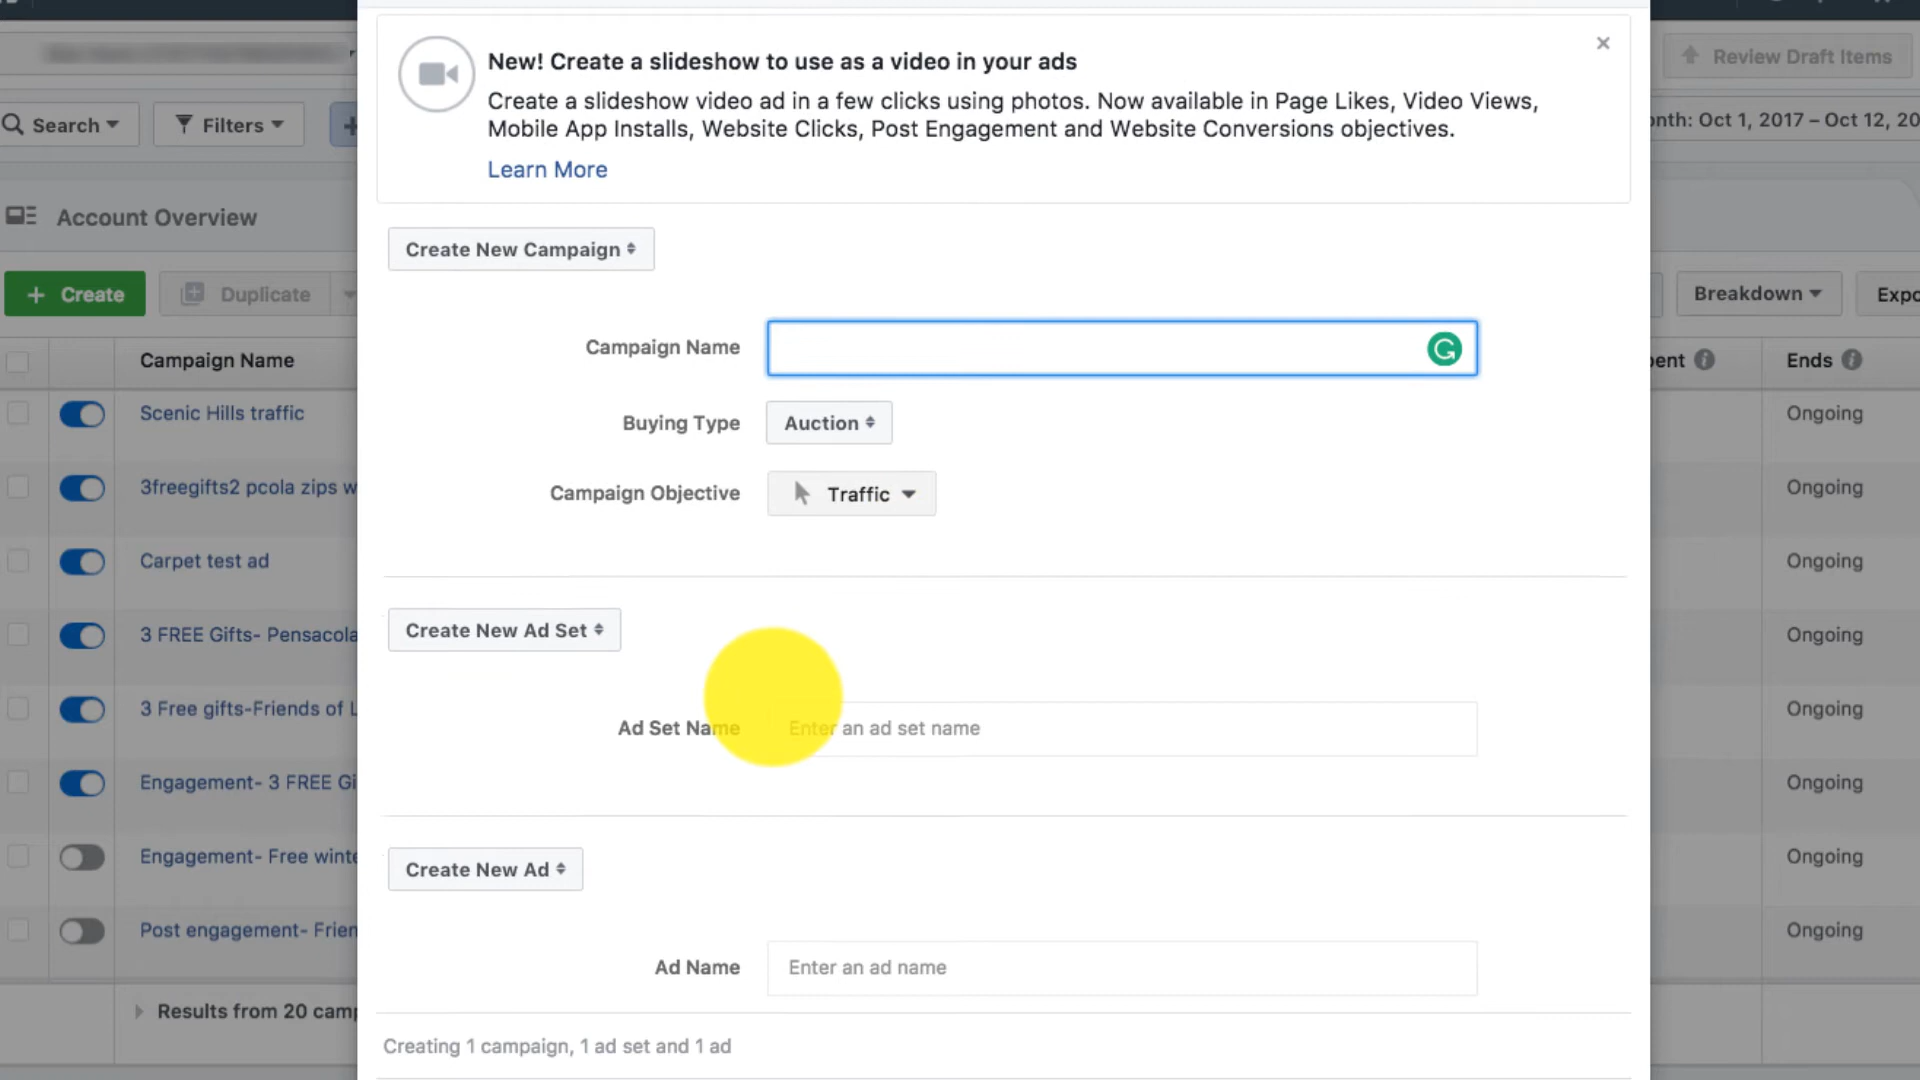 New! Create a slideshow to use as a video in your ads
Create a slideshow video ad in a few clicks using photos. Now available in Page Likes, Video Views,
Mobile App Installs, Website Clicks, Post Engagement and Website Conversions objectives.
Learn More
Review Draft Items
Search
Filters
Oct 1, 2017 – Oct 12, 20
Account Overview
Create New Campaign
+ Create
Duplicate
Breakdown
Campaign Name
Ends
Campaign Name
Buying Type
Auction
Campaign Objective
Traffic
Scenic Hills traffic
Ongoing
3freegifts2 pcola zips w
Ongoing
Carpet test ad
Ongoing
3 FREE Gifts- Pensacola
Ongoing
3 Free gifts-Friends of L
Ongoing
Engagement- 3 FREE Gi
Ongoing
Engagement- Free winte
Ongoing
Post engagement- Frien
Ongoing
Results from 20 camp
Create New Ad Set
Ad Set Name
Enter an ad set name
Create New Ad
Ad Name
Enter an ad name
Creating 1 campaign, 1 ad set and 1 ad